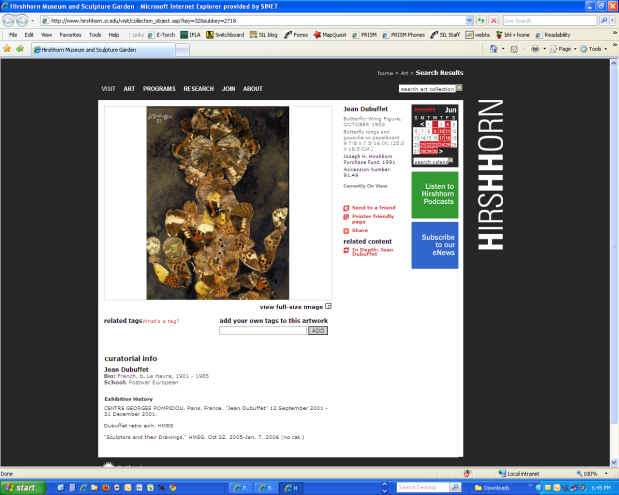 Hirshhorn Museum and Sculpture Garden - Microsoft Internet Explorer provided by SINET
http://www.hirshhorn.si.edu/visit/collection_object.asp?key=32&subkey=2718
Live Search
File Edit View Favorites Tools Help Links E-Torch IFLA Switchboard SIL blog Forms MapQuest PRISM PRISM Phones SIL Staff webta bhl+home Readability
Hirshhorn Museum and Sculpture Garden
Page Tools
home > Art > Search Results
VISIT ART PROGRAMS RESEARCH JOIN ABOUT
search art collection
Jean Dubuffet
Butterfly-Wing Figure,
OCTOBER 1953
Butterfly wings and
gouache on paperboard
9 7/8 X 7 5/16 IN. (25.0
X 18.5 CM.)
Joseph H. Hirshhorn
Purchase Fund, 1991
Accession Number:
91.49
Currently On View
Send to a friend
Printer friendly
page
Share
related content
In Depth: Jean
Dubuffet
events Jun
S M T W T F S
search calendar
Listen to
Hirshhorn
Podcasts
Subscribe
to our
eNews
HIRSHHORN
view full-size image
related tags What's a tag?
add your own tags to this artwork
ADD
curatorial info
Jean Dubuffet
Bio: French, b. Le Havre, 1901 - 1985
School: Postwar European
Exhibition History
CENTRE GEORGES POMPIDOU, Paris, France. "Jean Dubuffet" 12 September 2001 -
31 December 2001.
Dubuffet retro exh. HMSG
"Sculptors and their Drawings." HMSG, Oct 22, 2005-Jan. 7, 2006 (no cat.)
Done
Local intranet
100%
start
Search Desktop
Downloads
6:45 PM